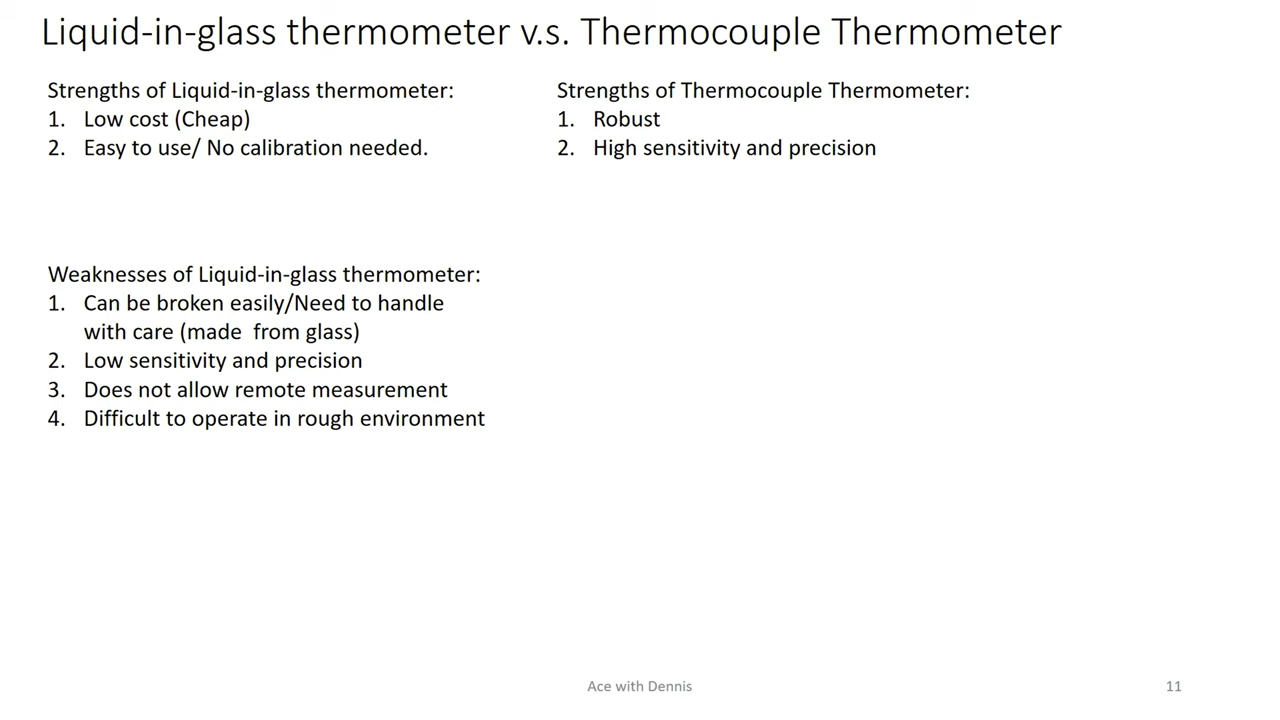 Liquid-in-glass thermometer v.s. Thermocouple Thermometer
Strengths of Liquid-in-glass thermometer:
1. Low cost (Cheap)
2. Easy to use/ No calibration needed.
Strengths of Thermocouple Thermometer:
1. Robust
2. High sensitivity and precision
Weaknesses of Liquid-in-glass thermometer:
1. Can be broken easily/Need to handle
with care (made  from glass)
2. Low sensitivity and precision
3. Does not allow remote measurement
4. Difficult to operate in rough environment
Ace with Dennis
11